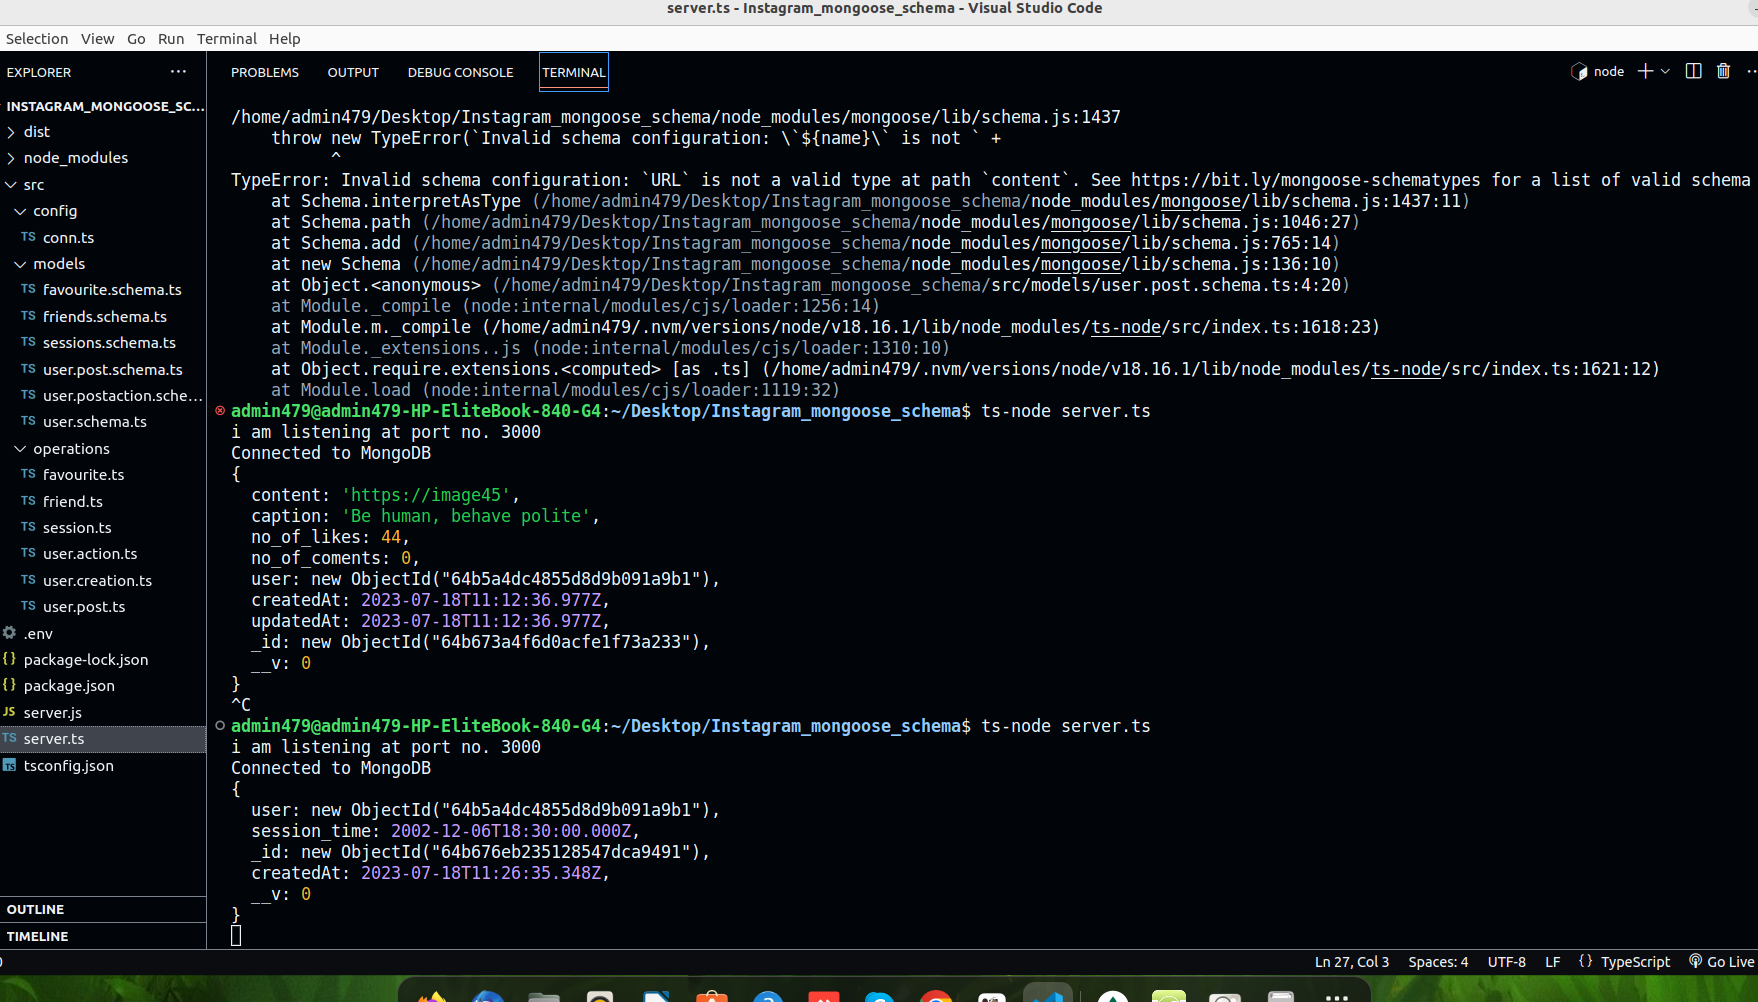 server.ts - Instagram_mongoose_schema - Visual Studio Code
Selection View Go Run Terminal Help
EXPLORER
INSTAGRAM_MONGOOSE_SC...
dist
node_modules
src
config
TS conn.ts
models
TS favourite.schema.ts
TS friends.schema.ts
TS sessions.schema.ts
TS user.post.schema.ts
TS user.postaction.sche...
TS user.schema.ts
operations
TS favourite.ts
TS friend.ts
TS session.ts
TS user.action.ts
TS user.creation.ts
TS user.post.ts
.env
{} package-lock.json
{} package.json
JS server.js
TS server.ts
TS tsconfig.json
OUTLINE
TIMELINE
PROBLEMS OUTPUT DEBUG CONSOLE TERMINAL
node
/home/admin479/Desktop/Instagram_mongoose_schema/node_modules/mongoose/lib/schema.js:1437
throw new TypeError(`Invalid schema configuration: \`${name}\` is not ` +
^
TypeError: Invalid schema configuration: `URL` is not a valid type at path `content`. See https://bit.ly/mongoose-schematypes for a list of valid schema
at Schema.interpretAsType (/home/admin479/Desktop/Instagram_mongoose_schema/node_modules/mongoose/lib/schema.js:1437:11)
at Schema.path (/home/admin479/Desktop/Instagram_mongoose_schema/node_modules/mongoose/lib/schema.js:1046:27)
at Schema.add (/home/admin479/Desktop/Instagram_mongoose_schema/node_modules/mongoose/lib/schema.js:765:14)
at new Schema (/home/admin479/Desktop/Instagram_mongoose_schema/node_modules/mongoose/lib/schema.js:136:10)
at Object.<anonymous> (/home/admin479/Desktop/Instagram_mongoose_schema/src/models/user.post.schema.ts:4:20)
at Module._compile (node:internal/modules/cjs/loader:1256:14)
at Module.m._compile (/home/admin479/.nvm/versions/node/v18.16.1/lib/node_modules/ts-node/src/index.ts:1618:23)
at Module._extensions..js (node:internal/modules/cjs/loader:1310:10)
at Object.require.extensions.<computed> [as .ts] (/home/admin479/.nvm/versions/node/v18.16.1/lib/node_modules/ts-node/src/index.ts:1621:12)
at Module.load (node:internal/modules/cjs/loader:1119:32)
admin479@admin479-HP-EliteBook-840-G4:~/Desktop/Instagram_mongoose_schema$ ts-node server.ts
i am listening at port no. 3000
Connected to MongoDB
{
content: 'https://image45',
caption: 'Be human, behave polite',
no_of_likes: 44,
no_of_coments: 0,
user: new ObjectId("64b5a4dc4855d8d9b091a9b1"),
createdAt: 2023-07-18T11:12:36.977Z,
updatedAt: 2023-07-18T11:12:36.977Z,
_id: new ObjectId("64b673a4f6d0acfe1f73a233"),
__v: 0
}
^C
admin479@admin479-HP-EliteBook-840-G4:~/Desktop/Instagram_mongoose_schema$ ts-node server.ts
i am listening at port no. 3000
Connected to MongoDB
{
user: new ObjectId("64b5a4dc4855d8d9b091a9b1"),
session_time: 2002-12-06T18:30:00.000Z,
_id: new ObjectId("64b676eb235128547dca9491"),
createdAt: 2023-07-18T11:26:35.348Z,
__v: 0
}
Ln 27, Col 3 Spaces: 4 UTF-8 LF {} TypeScript Go Live